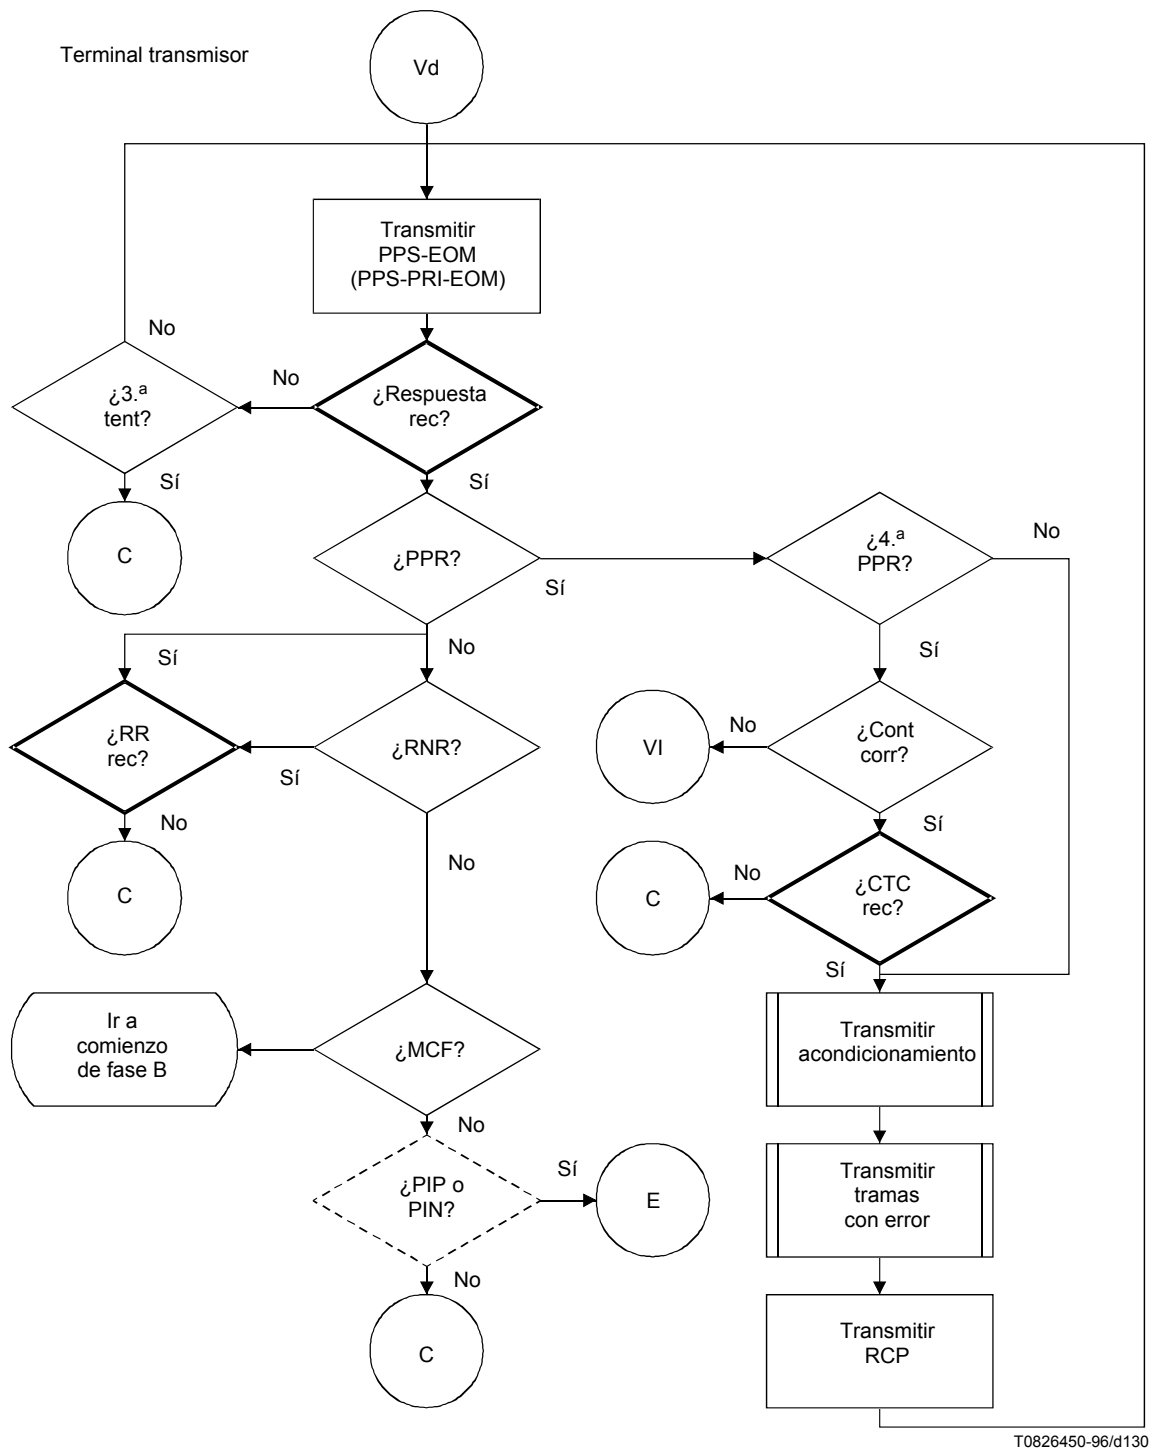 Terminal transmisor
Vd
Transmitir
PPS-EOM
(PPS-PRI-EOM)
No
¿3.ª
tent?
No
¿Respuesta
rec?
Sí
Sí
C
¿PPR?
Sí
¿4.ª
PPR?
No
No
Sí
Sí
¿RR
rec?
¿RNR?
Sí
VI
No
¿Cont
corr?
No
Sí
C
No
C
No
¿CTC
rec?
Sí
Ir a
comienzo
de fase B
¿MCF?
Transmitir
acondicionamiento
No
¿PIP o
PIN?
Sí
E
Transmitir
tramas
con error
No
C
Transmitir
RCP
T0826450-96/d130